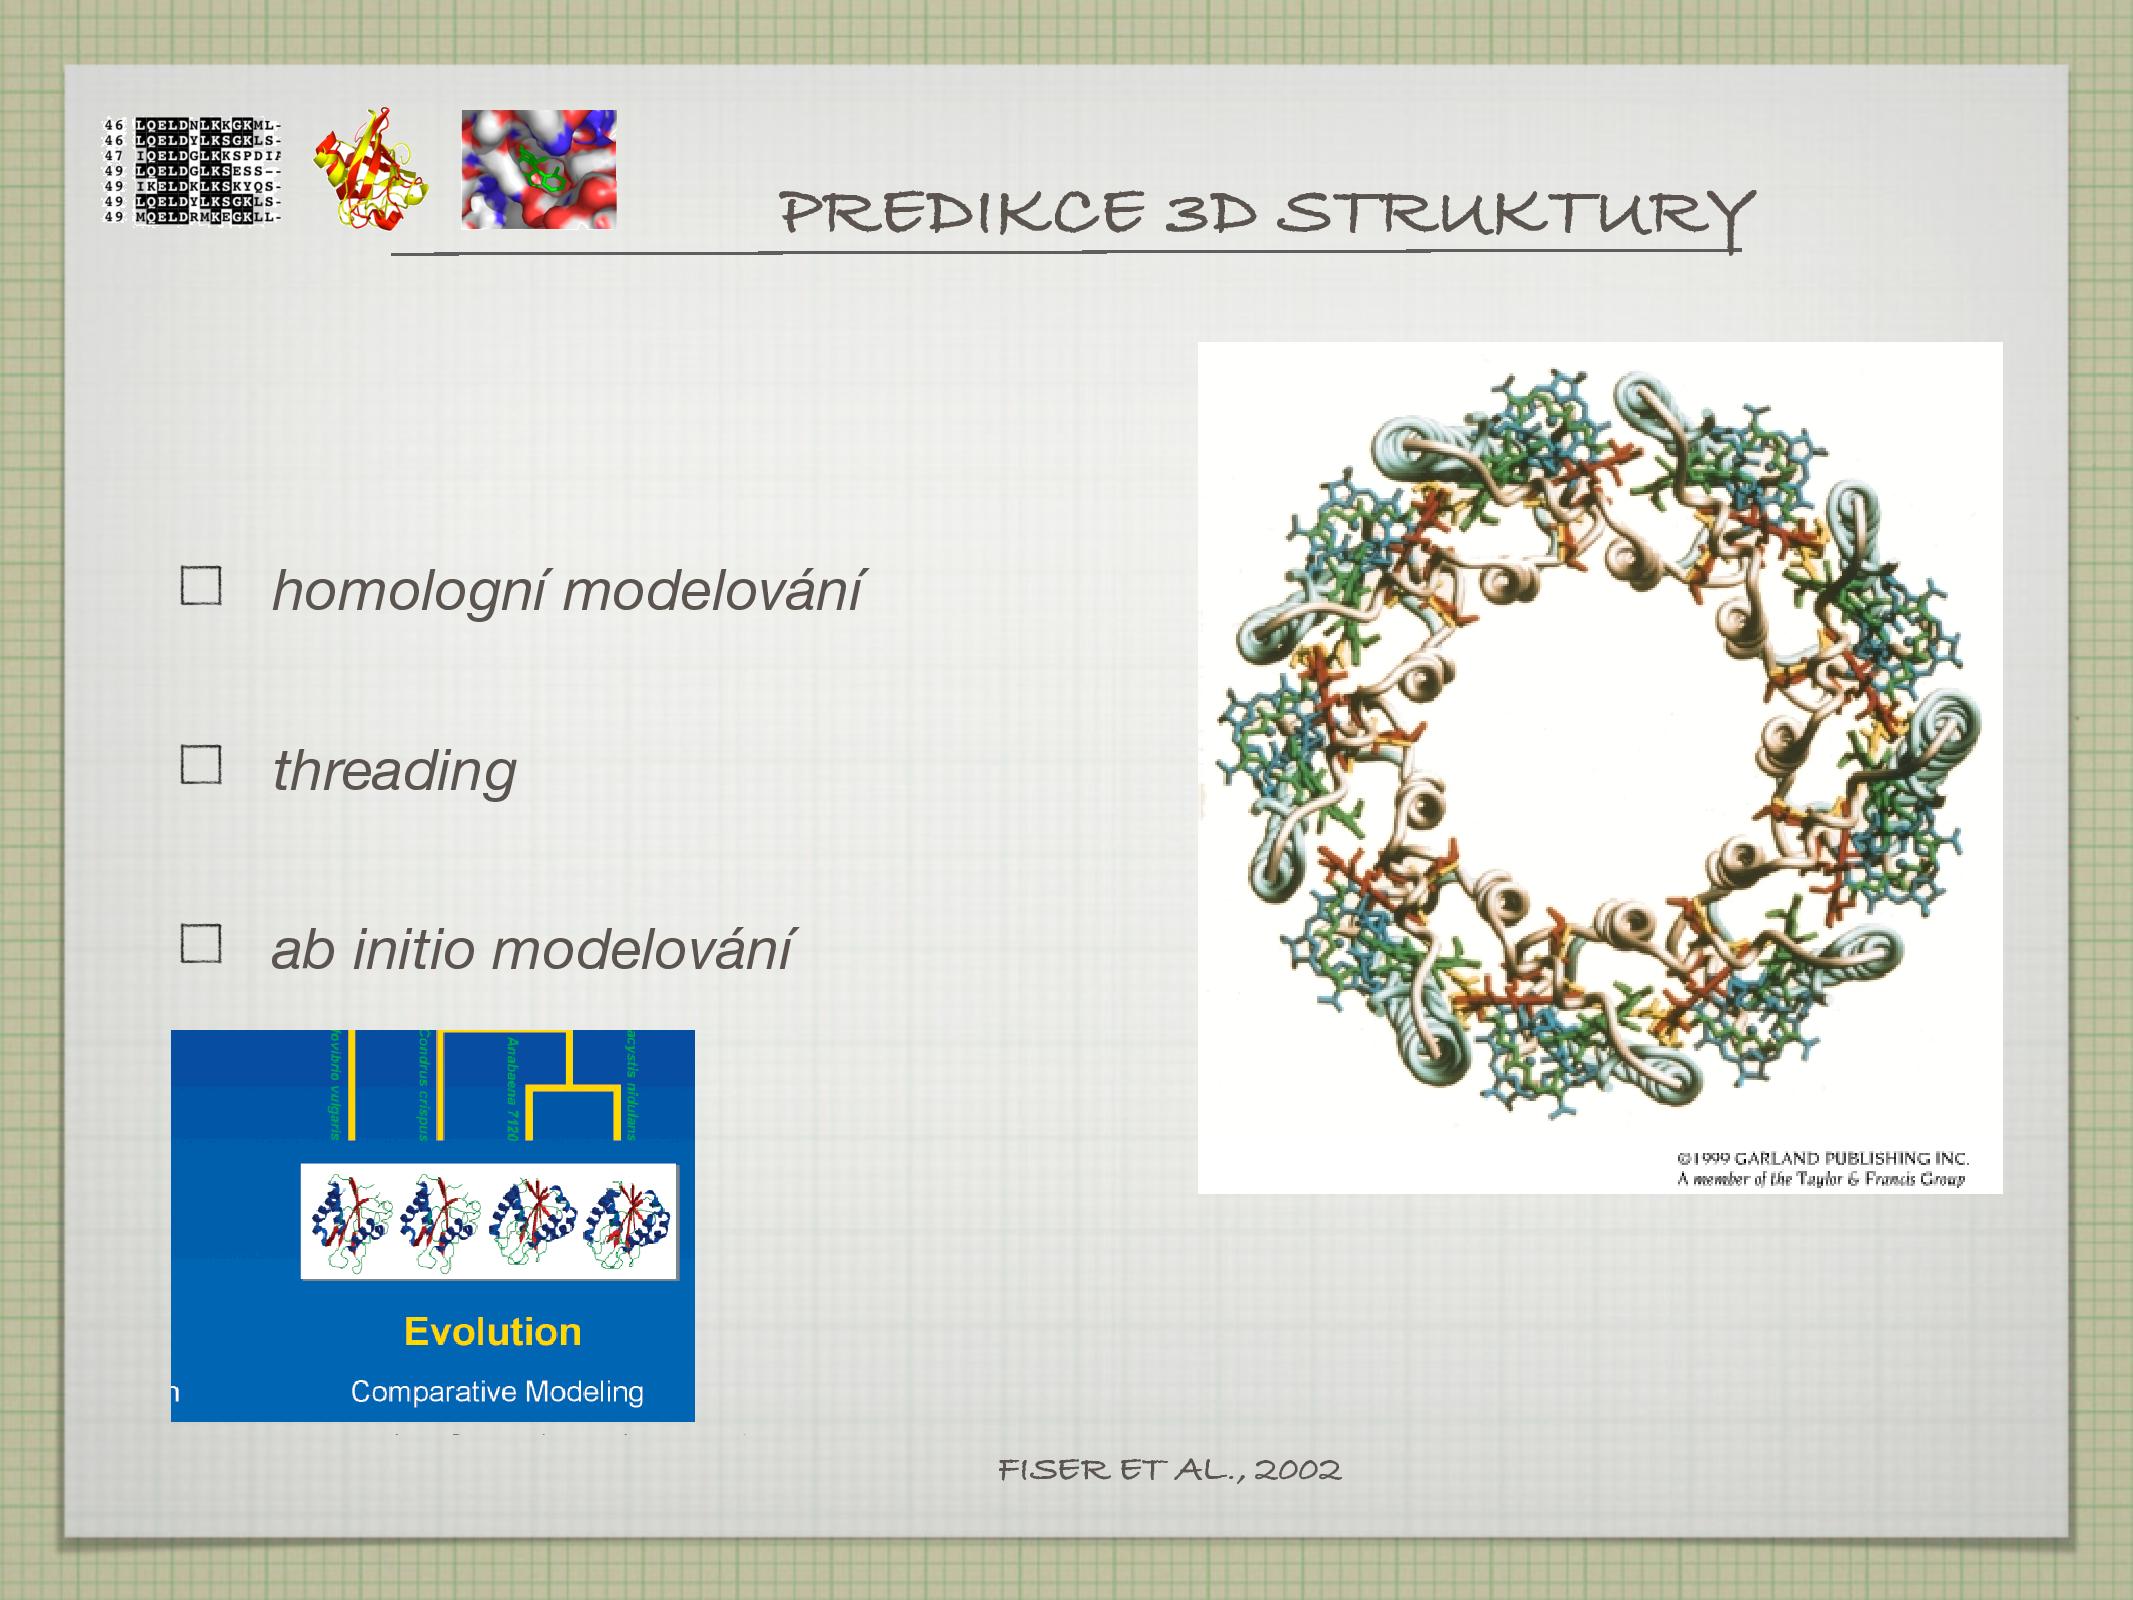 46 LQELDNLKKGKML-
46 LQELDYLKSGKLS-
47 IQELDGLKKSPDI
49 LQELDGLKSESS--
49 IKELDKLKSKYQS-
49 LQELDYLKSGKLS-
49 MQELDRMKEGKLL-
PREDIKCE 3D STRUKTURY
homologní modelování
threading
ab initio modelování
lovibrio vulgaris
Condrus crispus
Anabaena 7120
acystis nidulans
Evolution
n
Comparative Modeling
©1999 GARLAND PUBLISHING INC.
A member of the Taylor & Francis Group
FISER ET AL., 2002